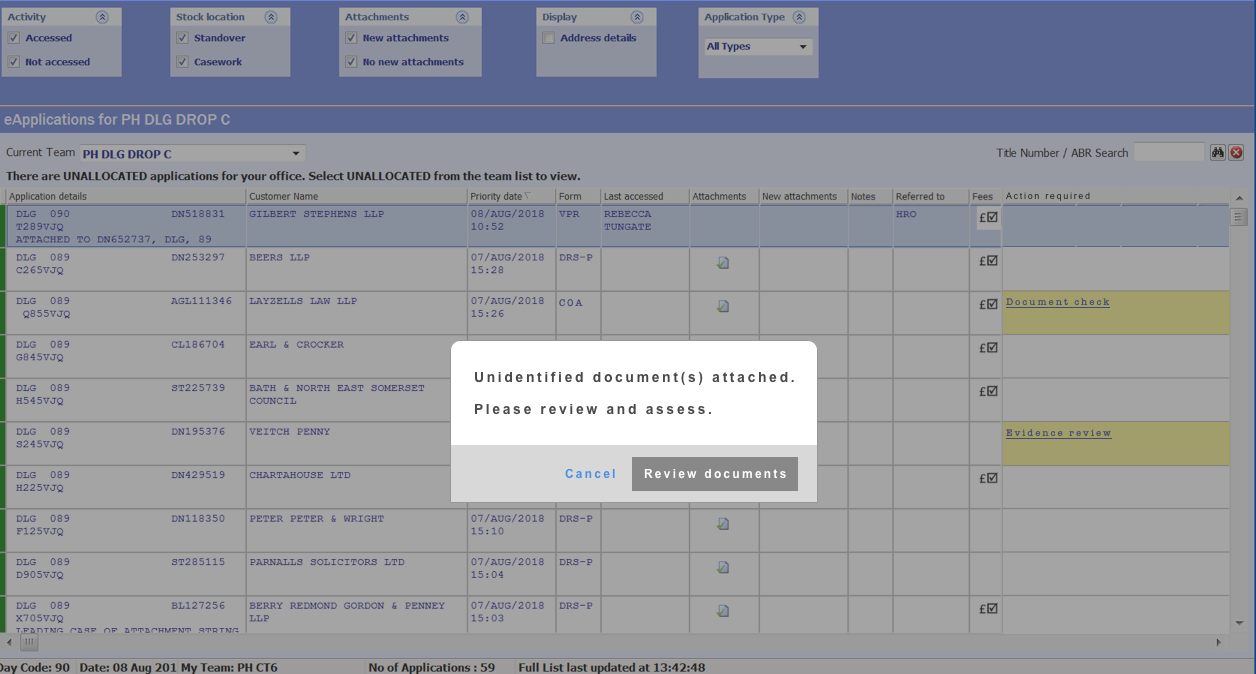 Activity Stock location Attachments Display Application Type
Accessed Standover New attachments Address details All Types
Not accessed Casework No new attachments
eApplications for PH DLG DROP C
Current Team PH DLG DROP C Title Number / ABR Search
There are UNALLOCATED applications for your office. Select UNALLOCATED from the team list to view.
Application details Customer Name Priority date Form Last accessed Attachments New attachments Notes Referred to Fees Action required
DLG 090 DN518831 GILBERT STEPHENS LLP 08/AUG/2018 VPR REBECCA HRO £
T289VJQ 10:52 TUNGATE
ATTACHED TO DN652737, DLG, 89
DLG 089 DN253297 BEERS LLP 07/AUG/2018 DRS-P £
C265VJQ 15:28
DLG 089 AGL111346 LAYZELLS LAW LLP 07/AUG/2018 COA £ Document check
Q855VJQ 15:26
DLG 089 CL186704 EARL & CROCKER £
G845VJQ
DLG 089 ST225739 BATH & NORTH EAST SOMERSET £
H545VJQ COUNCIL
Unidentified document(s) attached.
Please review and assess.
DLG 089 DN195376 VEITCH PENNY Evidence review
S245VJQ
DLG 089 DN429519 CHARTAHOUSE LTD £
H225VJQ
Cancel Review documents
DLG 089 DN118350 PETER PETER & WRIGHT 07/AUG/2018 DRS-P
F125VJQ 15:10
DLG 089 ST285115 PARNALLS SOLICITORS LTD 07/AUG/2018 DRS-P
D905VJQ 15:04
DLG 089 BL127256 BERRY REDMOND GORDON & PENNEY 07/AUG/2018 DRS-P £
X705VJQ LLP 15:03
LEADING CASE OF ATTACHMENT STRING
Day Code: 90 Date: 08 Aug 201 My Team: PH CT6 No of Applications : 59 Full List last updated at 13:42:48